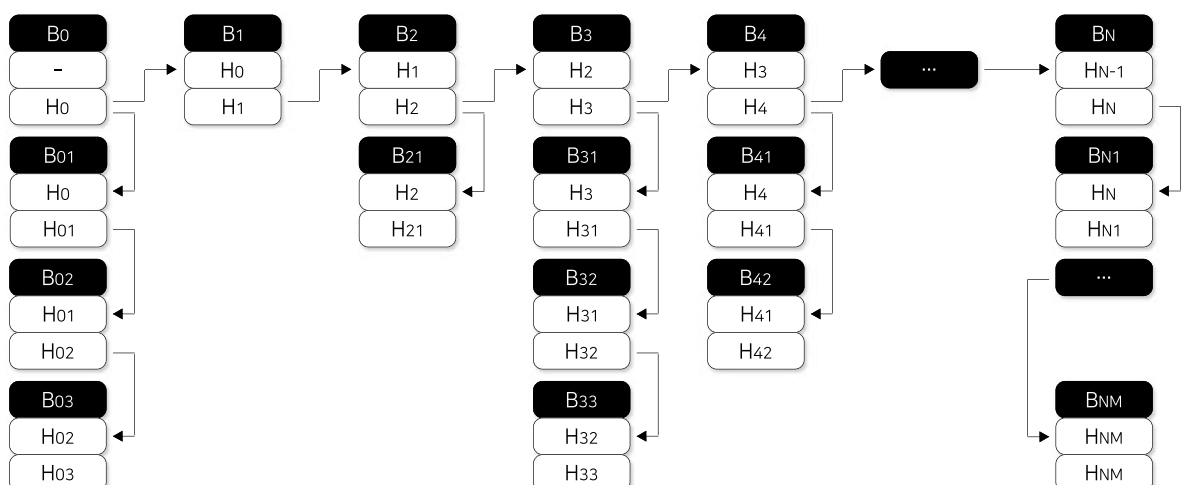 B0 B1 B2 B3 B4 ... BN
- H0 H1 H2 H3 HN-1
H0 H1 H2 H3 H4 HN
B01 B21 B31 B41 BN1
H0 H2 H3 H4 HN
H01 H21 H31 H41 HN1
B02 B32 B42 ...
H01 H31 H41
H02 H32 H42
B03 B33 BNM
H02 H32 HNM
H03 H33 HNM